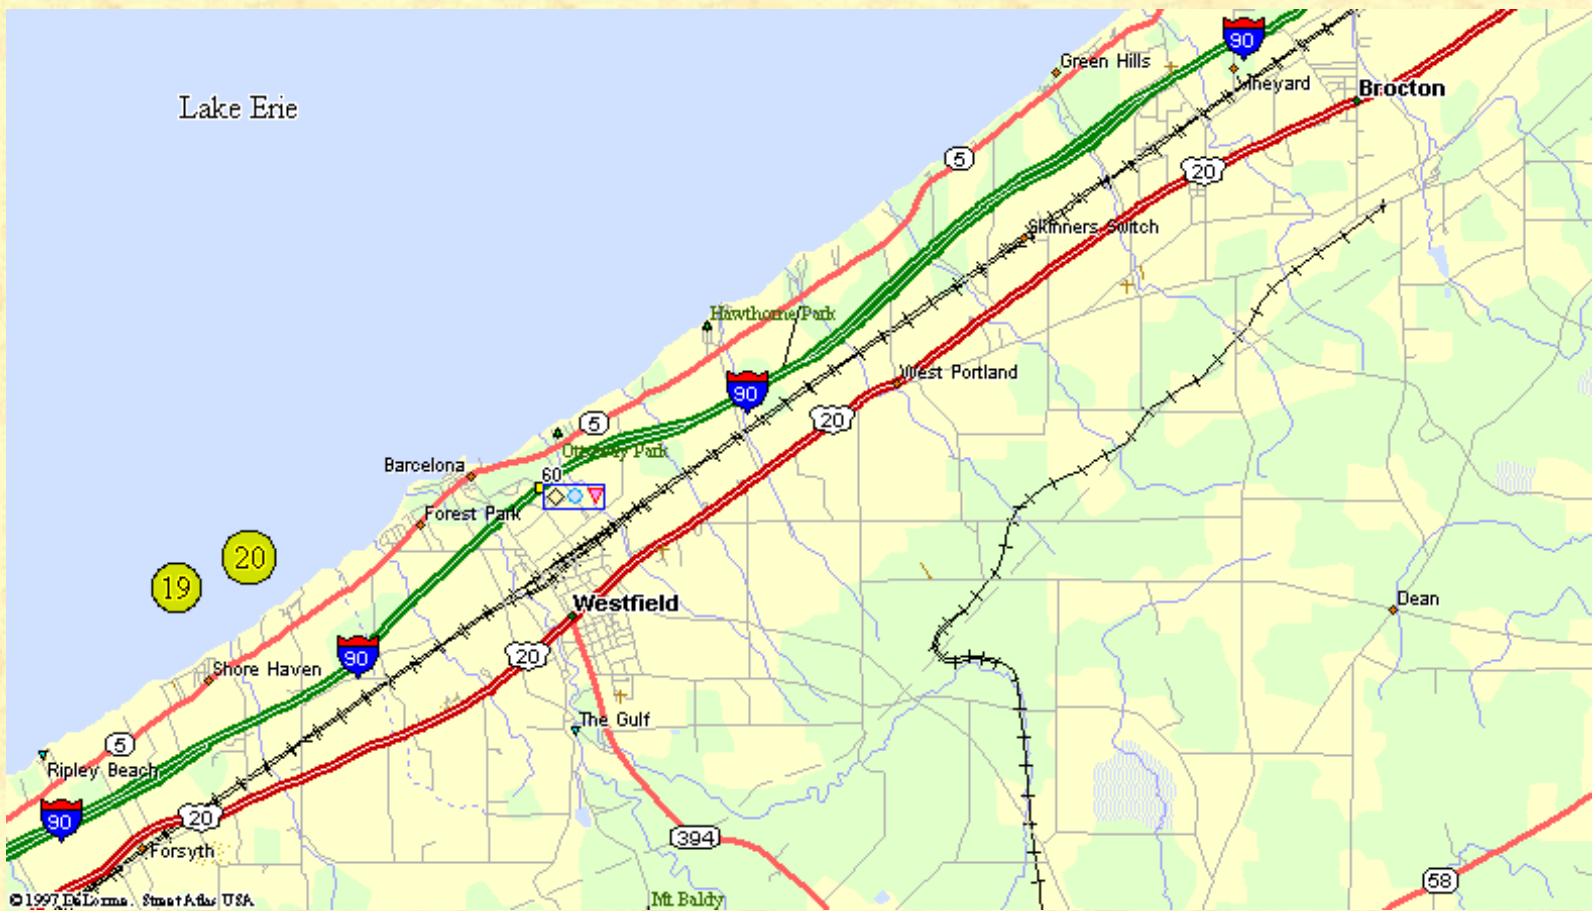 90
Green Hills
Vineyard
Brocton
Lake Erie
5
20
Skinners Switch
Hawthorne Park
West Portland
90
20
5
Barcelona
Park
60
Forest Park
20
19
Westfield
Dean
20
90
Shore Haven
The Gulf
5
Ripley Beach
90
20
394
Forsyth
58
Mt Baldy
©1997 DeLorme. Street Atlas USA